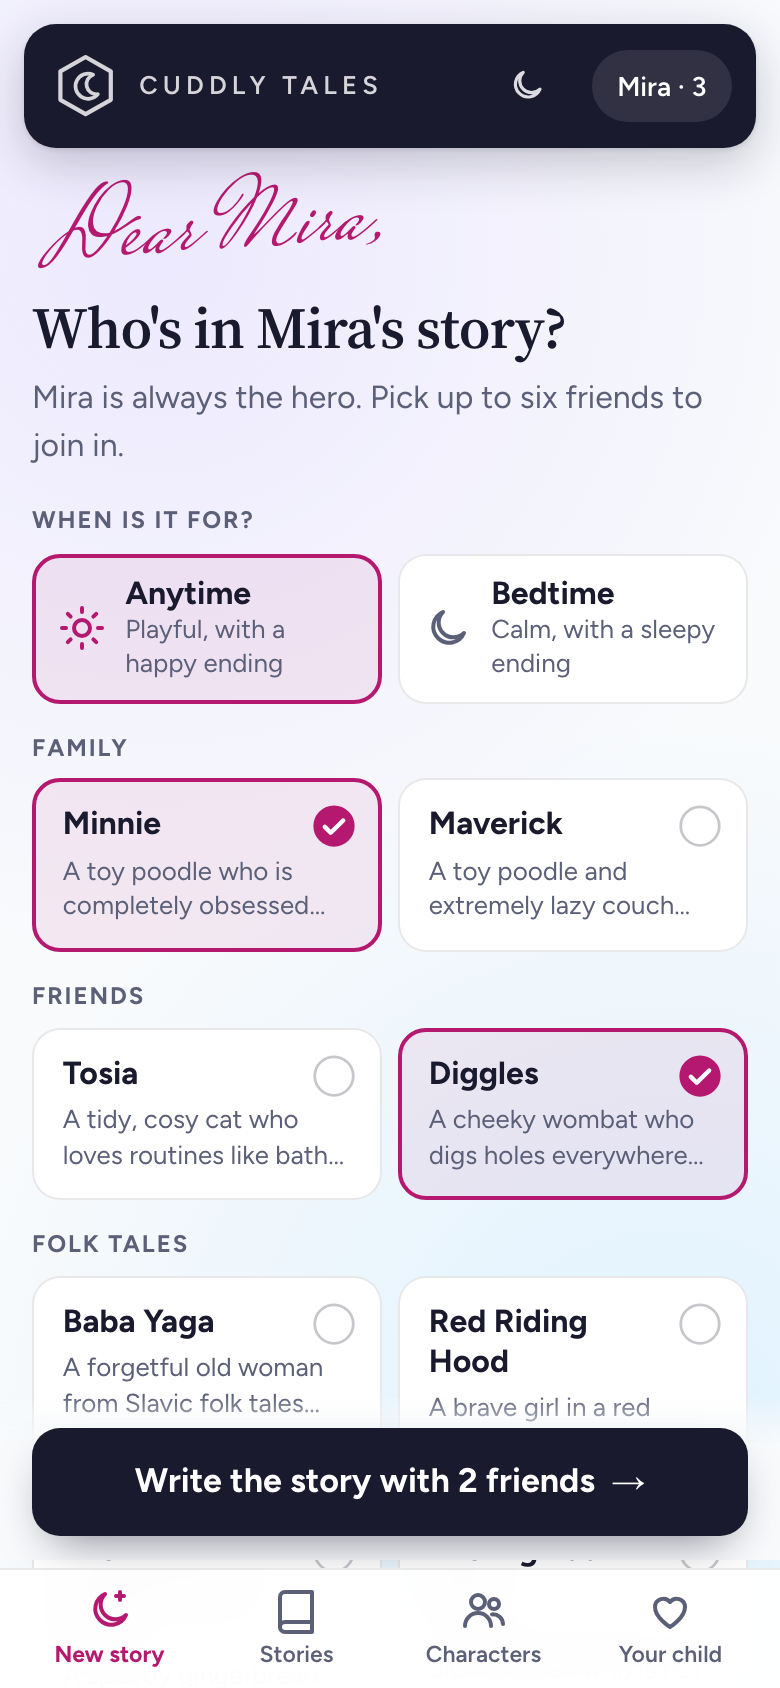 CUDDLY TALES
Mira · 3
Dear Mira,
Who's in Mira's story?
Mira is always the hero. Pick up to six friends to
join in.
WHEN IS IT FOR?
Anytime
Playful, with a
happy ending
Bedtime
Calm, with a sleepy
ending
FAMILY
Minnie
A toy poodle who is
completely obsessed...
Maverick
A toy poodle and
extremely lazy couch...
FRIENDS
Tosia
A tidy, cosy cat who
loves routines like bath...
Diggles
A cheeky wombat who
digs holes everywhere...
FOLK TALES
Baba Yaga
A forgetful old woman
from Slavic folk tales...
Red Riding
Hood
A brave girl in a red
Write the story with 2 friends →
New story
Stories
Characters
Your child